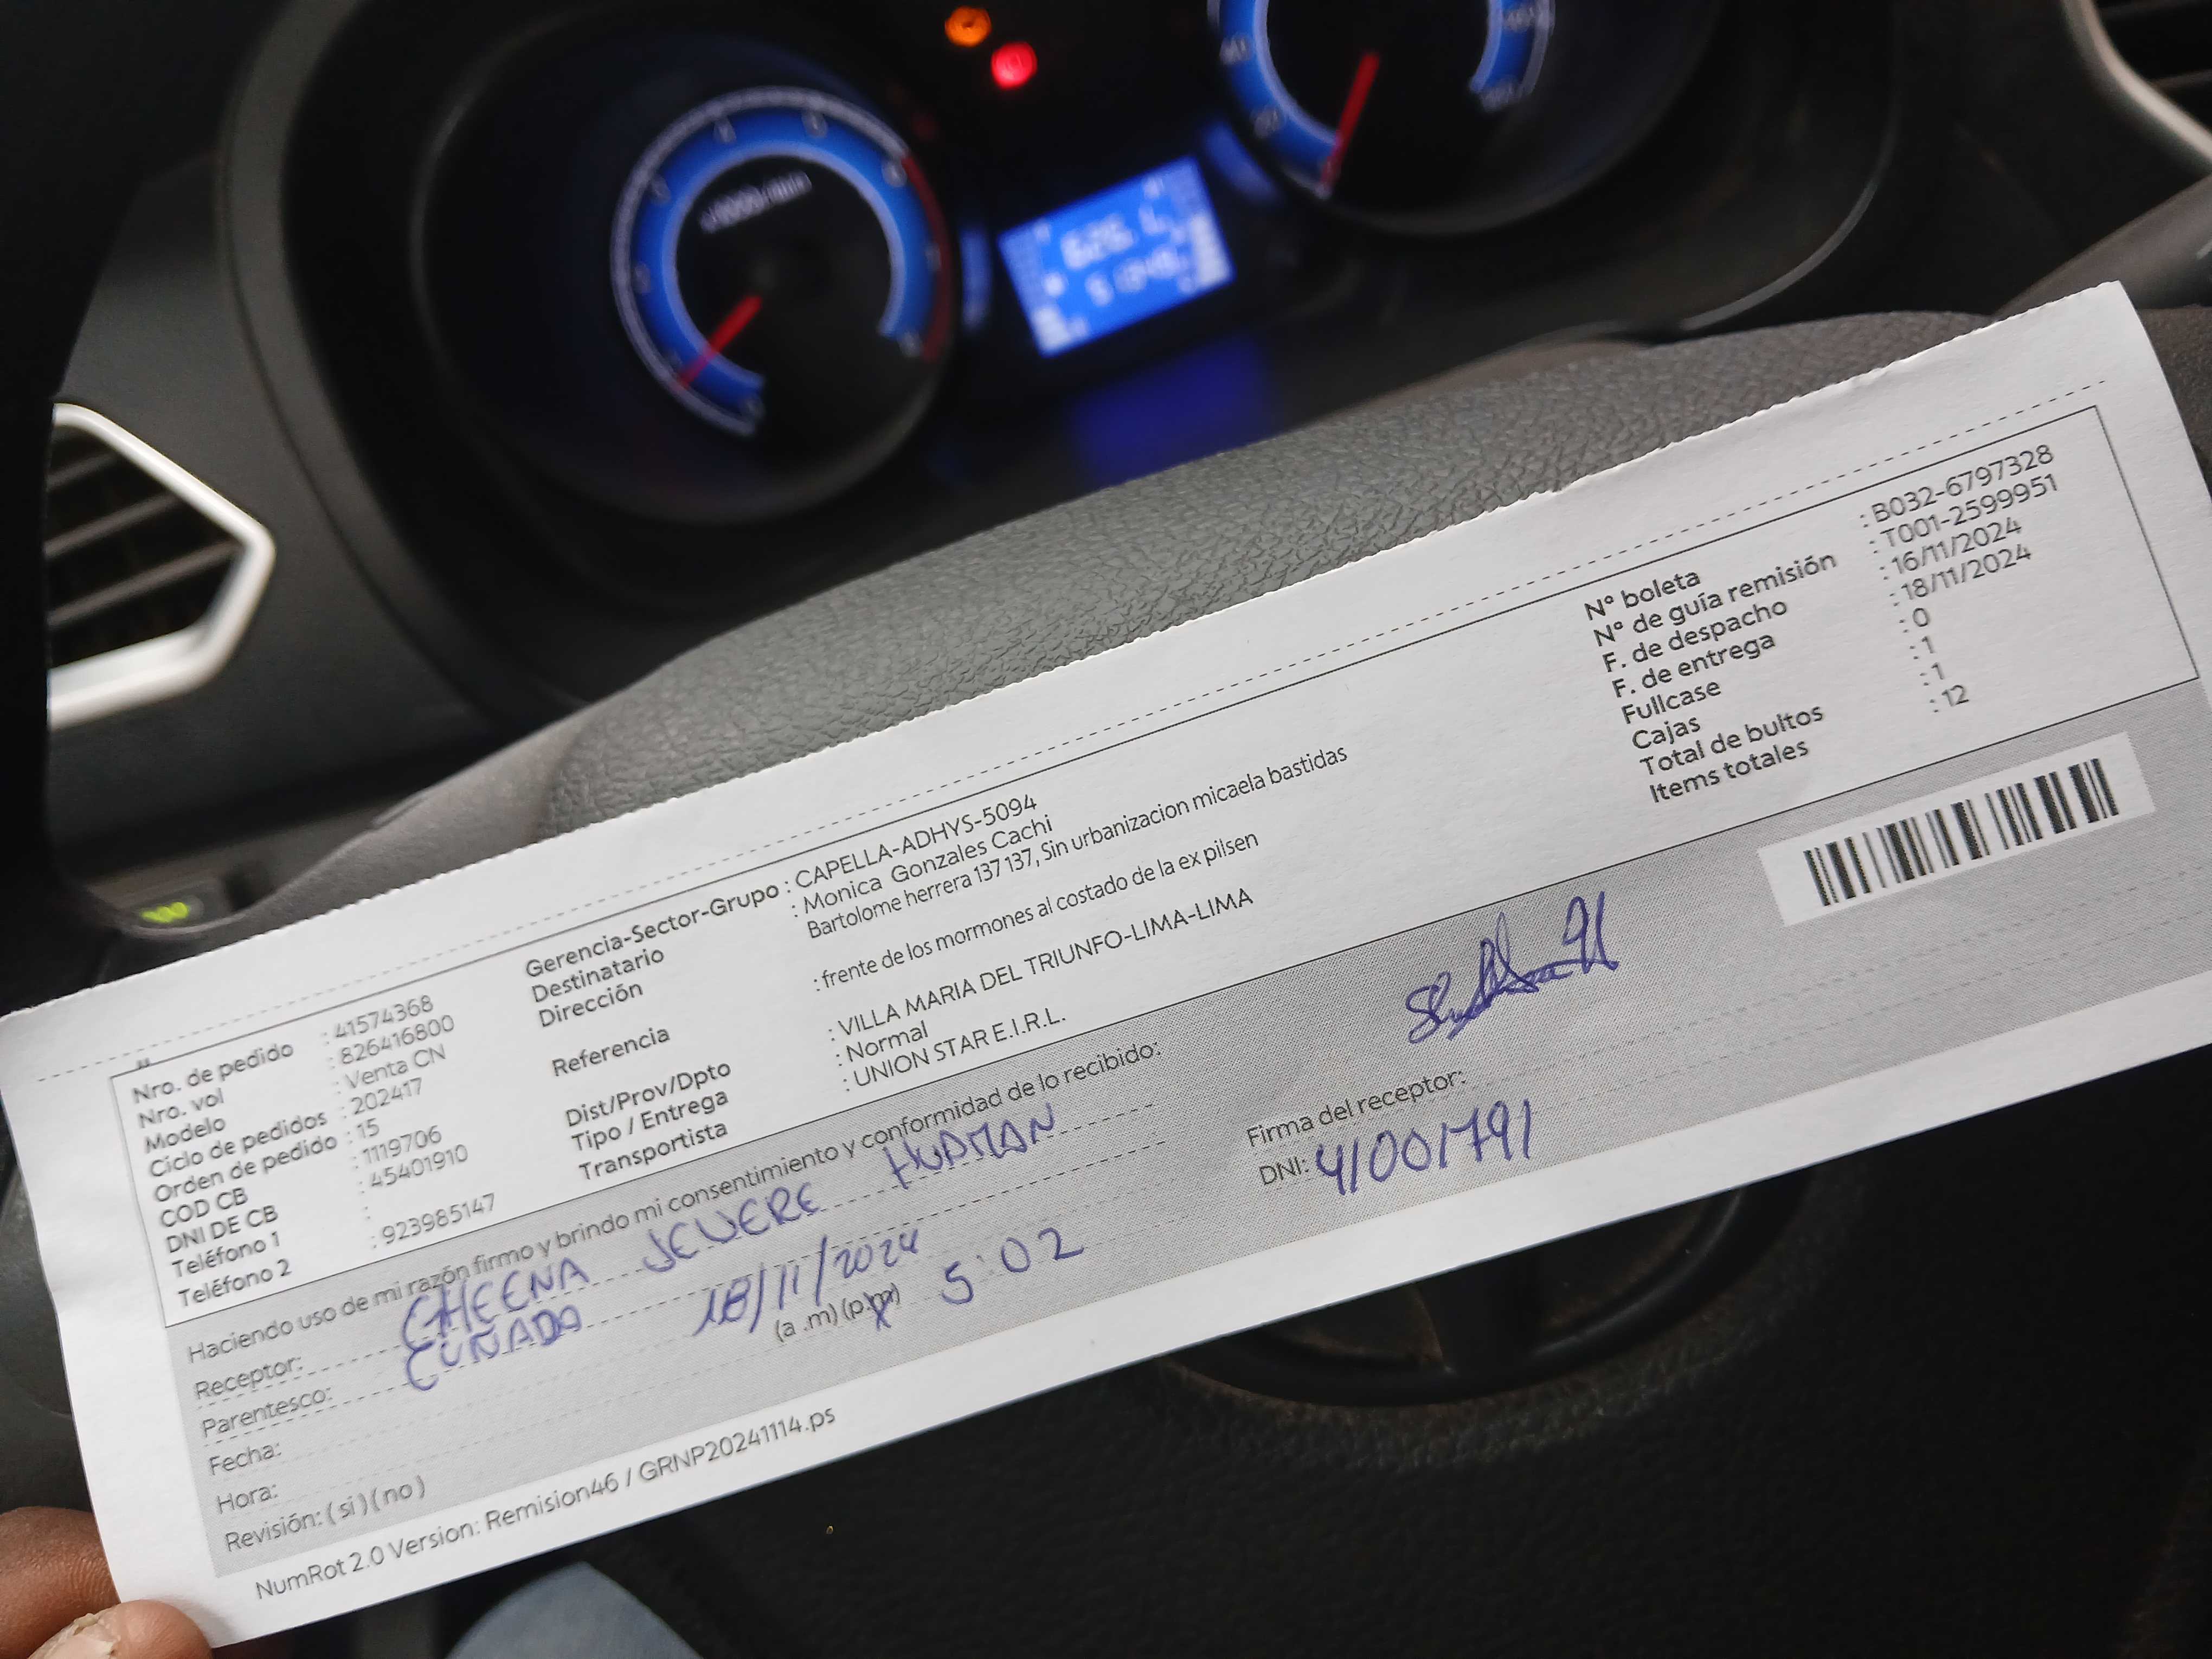 Nro. de pedido : 41574368
Nro. vol : 826416800
Modelo : Venta CN
Ciclo de pedidos : 202417
Orden de pedido : 15
COD CB : 1119706
DNI DE CB : 45401910
Teléfono 1 :
Teléfono 2 : 923985147
Gerencia-Sector-Grupo : CAPELLA-ADHYS-5094
Destinatario : Monica Gonzales Cachi
Dirección Bartolome herrera 137 137, Sin urbanizacion micaela bastidas
Referencia : frente de los mormones al costado de la ex pilsen
Dist/Prov/Dpto : VILLA MARIA DEL TRIUNFO-LIMA-LIMA
Tipo / Entrega : Normal
Transportista : UNION STAR E.I.R.L.
N° boleta : B032-6797328
N° de guía remisión : T001-2599951
F. de despacho : 16/11/2024
F. de entrega : 18/11/2024
Fullcase : 0
Cajas : 1
Total de bultos : 1
Items totales : 12
Haciendo uso de mi razón firmo y brindo mi consentimiento y conformidad de lo recibido:
Receptor: GHEENA HUAMAN
Parentesco: CUÑADA
Fecha: 18/11/2024
Hora: (a .m) (p.m) 5:02
Revisión: ( si ) ( no )
Firma del receptor:
DNI: 41001791
NumRot 2.0 Version: Remision46 / GRNP20241114.ps